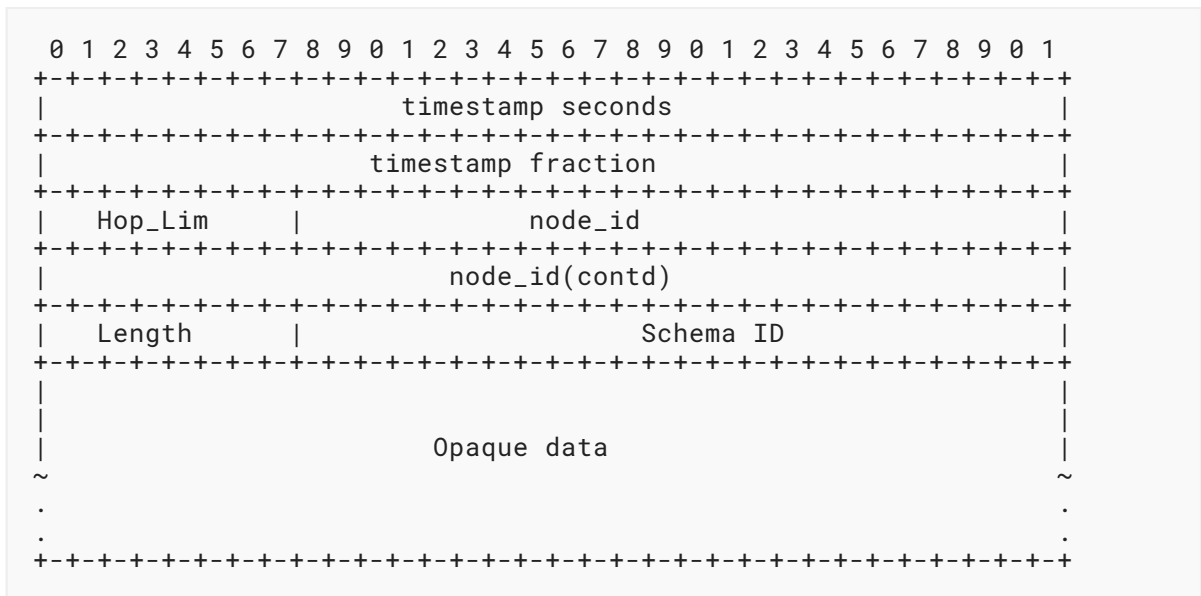 0 1 2 3 4 5 6 7 8 9 0 1 2 3 4 5 6 7 8 9 0 1 2 3 4 5 6 7 8 9 0 1
+-+-+-+-+-+-+-+-+-+-+-+-+-+-+-+-+-+-+-+-+-+-+-+-+-+-+-+-+-+-+-+-+
|                      timestamp seconds                        |
+-+-+-+-+-+-+-+-+-+-+-+-+-+-+-+-+-+-+-+-+-+-+-+-+-+-+-+-+-+-+-+-+
|                    timestamp fraction                         |
+-+-+-+-+-+-+-+-+-+-+-+-+-+-+-+-+-+-+-+-+-+-+-+-+-+-+-+-+-+-+-+-+
|   Hop_Lim     |              node_id                          |
+-+-+-+-+-+-+-+-+-+-+-+-+-+-+-+-+-+-+-+-+-+-+-+-+-+-+-+-+-+-+-+-+
|                         node_id(contd)                        |
+-+-+-+-+-+-+-+-+-+-+-+-+-+-+-+-+-+-+-+-+-+-+-+-+-+-+-+-+-+-+-+-+
|   Length      |                     Schema ID                 |
+-+-+-+-+-+-+-+-+-+-+-+-+-+-+-+-+-+-+-+-+-+-+-+-+-+-+-+-+-+-+-+-+
|                                                               |
|                                                               |
|                        Opaque data                            |
~                                                               ~
.                                                               .
.                                                               .
+-+-+-+-+-+-+-+-+-+-+-+-+-+-+-+-+-+-+-+-+-+-+-+-+-+-+-+-+-+-+-+-+